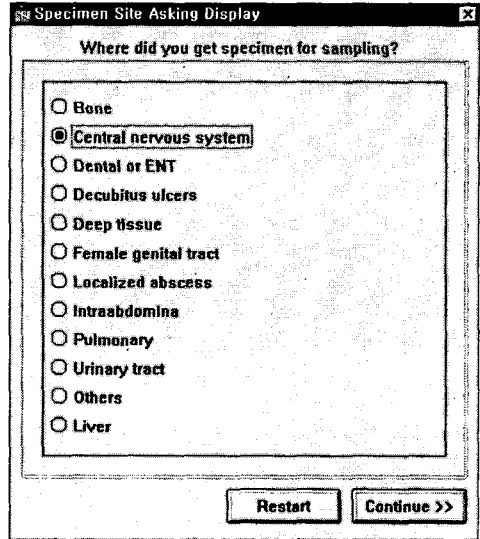 Specimen Site Asking Display
Where did you get specimen for sampling?
Bone
Central nervous system
Dental or ENT
Decubitus ulcers
Deep tissue
Female genital tract
Localized abscess
Intraabdomina
Pulmonary
Urinary tract
Others
Liver
Restart Continue >>